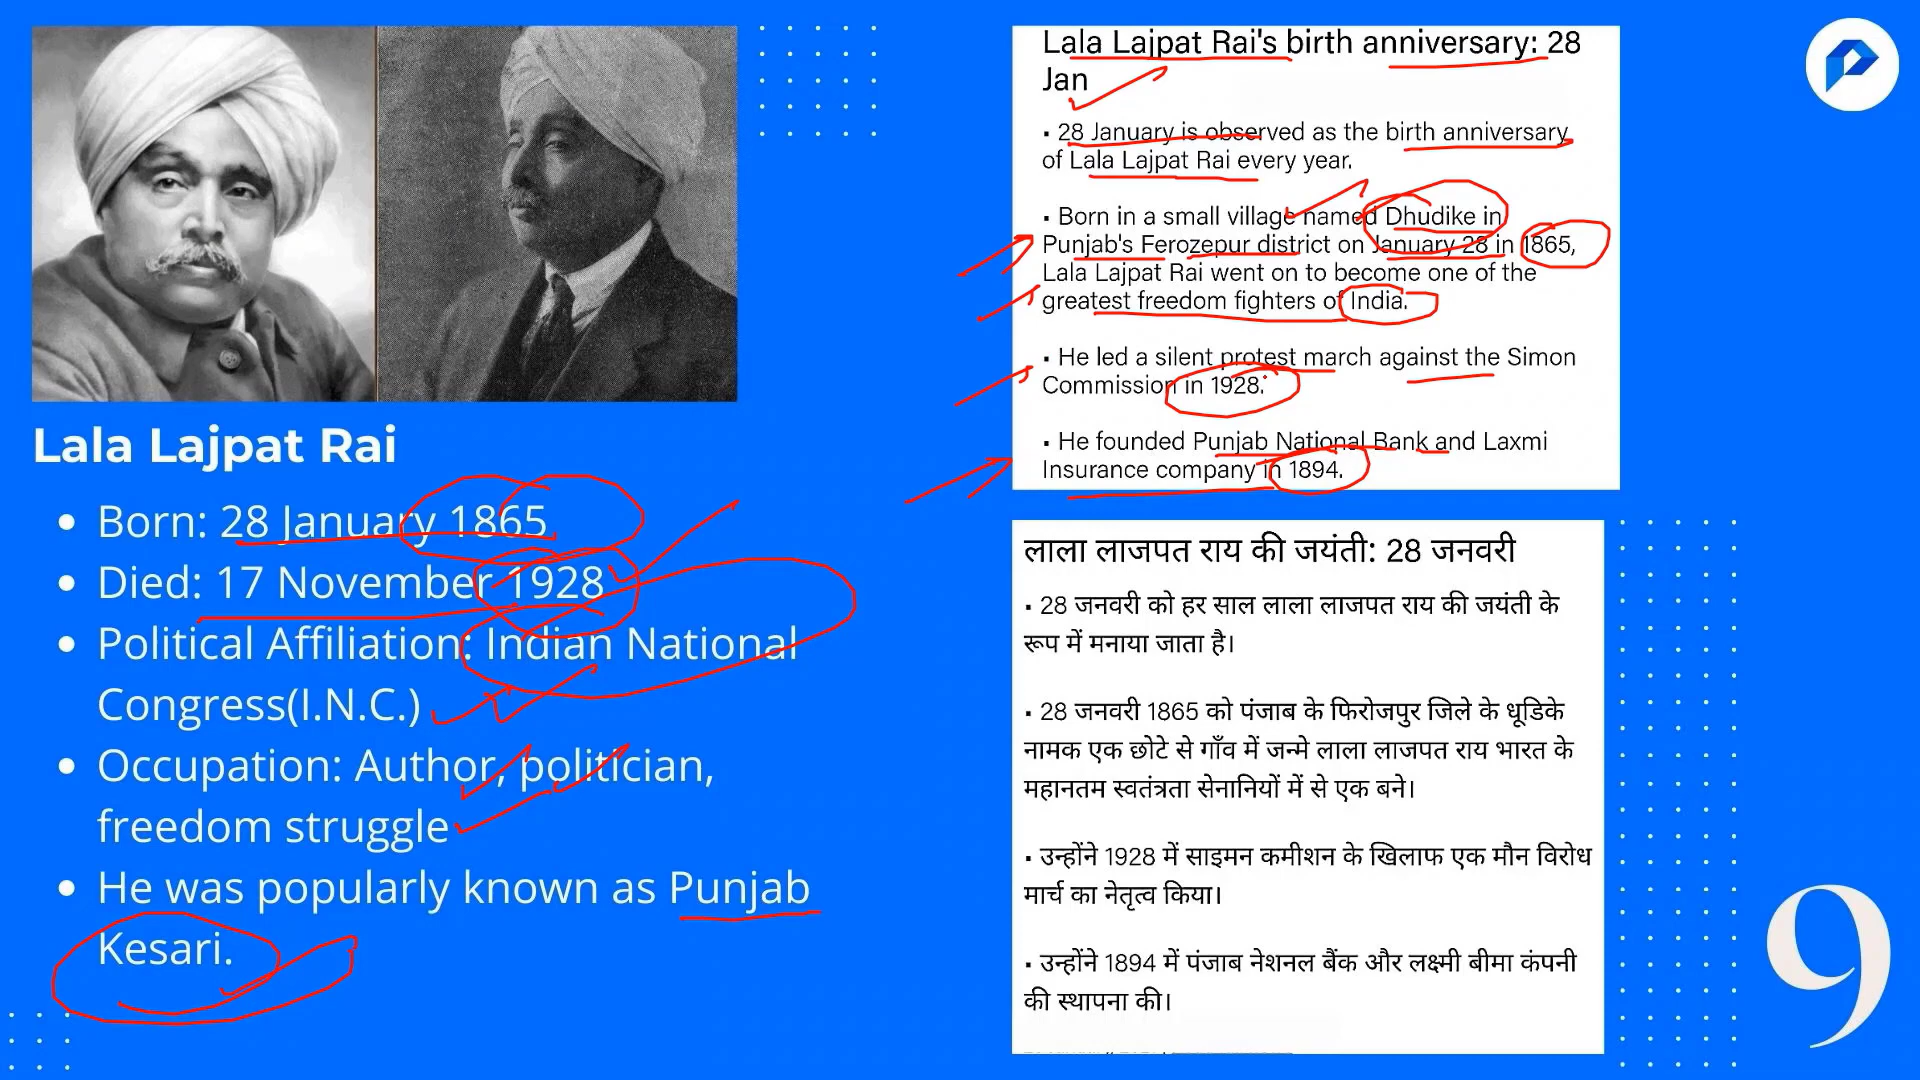 Lala Lajpat Rai
• Born: 28 January 1865
• Died: 17 November 1928
• Political Affiliation: Indian National
Congress(I.N.C.)
• Occupation: Author, politician,
freedom struggle
• He was popularly known as Punjab
Kesari.
Lala Lajpat Rai's birth anniversary: 28
Jan
▪ 28 January is observed as the birth anniversary
of Lala Lajpat Rai every year.
▪ Born in a small village named Dhudike in
Punjab's Ferozepur district on January 28 in 1865,
Lala Lajpat Rai went on to become one of the
greatest freedom fighters of India.
▪ He led a silent protest march against the Simon
Commission in 1928.
▪ He founded Punjab National Bank and Laxmi
Insurance company in 1894.
लाला लाजपत राय की जयंती: 28 जनवरी
▪ 28 जनवरी को हर साल लाला लाजपत राय की जयंती के
रूप में मनाया जाता है।
▪ 28 जनवरी 1865 को पंजाब के फिरोजपुर जिले के धूडिके
नामक एक छोटे से गाँव में जन्मे लाला लाजपत राय भारत के
महानतम स्वतंत्रता सेनानियों में से एक बने।
▪ उन्होंने 1928 में साइमन कमीशन के खिलाफ एक मौन विरोध
मार्च का नेतृत्व किया।
▪ उन्होंने 1894 में पंजाब नेशनल बैंक और लक्ष्मी बीमा कंपनी
की स्थापना की।
9